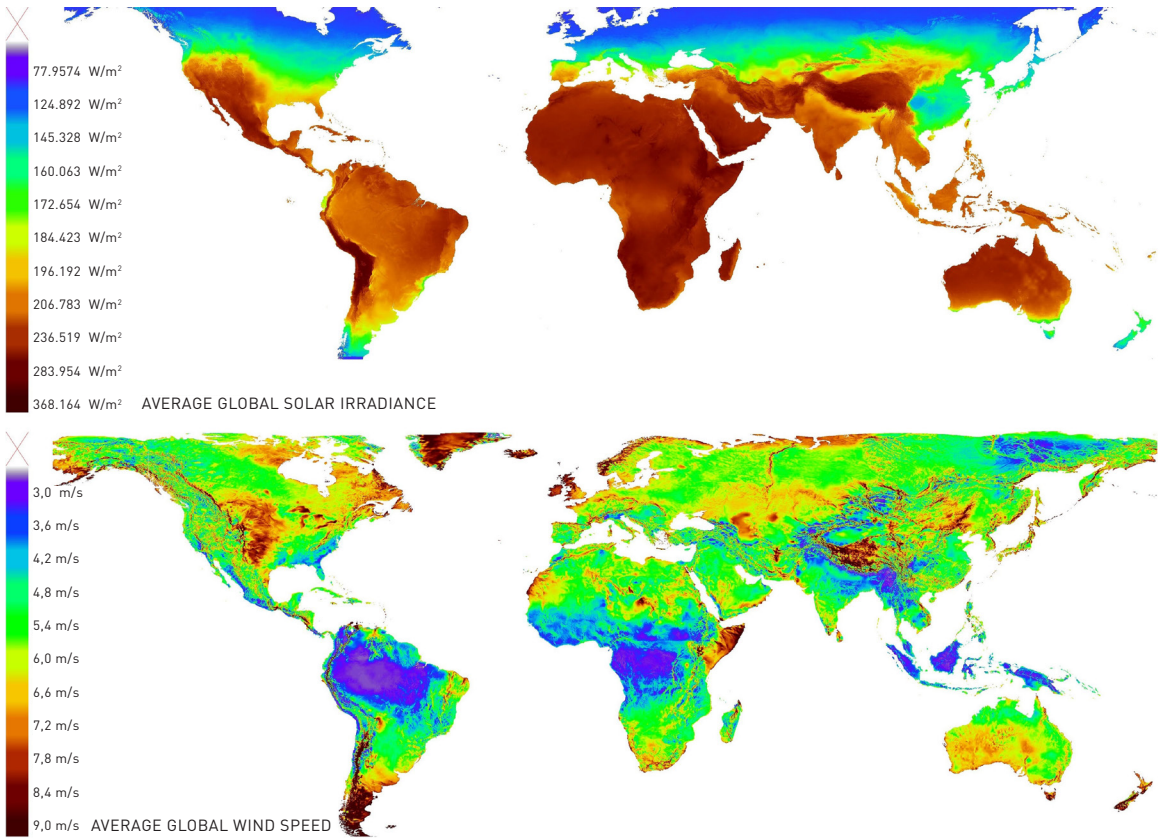 77.9574 W/m²
124.892 W/m²
145.328 W/m²
160.063 W/m²
172.654 W/m²
184.423 W/m²
196.192 W/m²
206.783 W/m²
236.519 W/m²
283.954 W/m²
368.164 W/m²
AVERAGE GLOBAL SOLAR IRRADIANCE
3,0 m/s
3,6 m/s
4,2 m/s
4,8 m/s
5,4 m/s
6,0 m/s
6,6 m/s
7,2 m/s
7,8 m/s
8,4 m/s
9,0 m/s
AVERAGE GLOBAL WIND SPEED